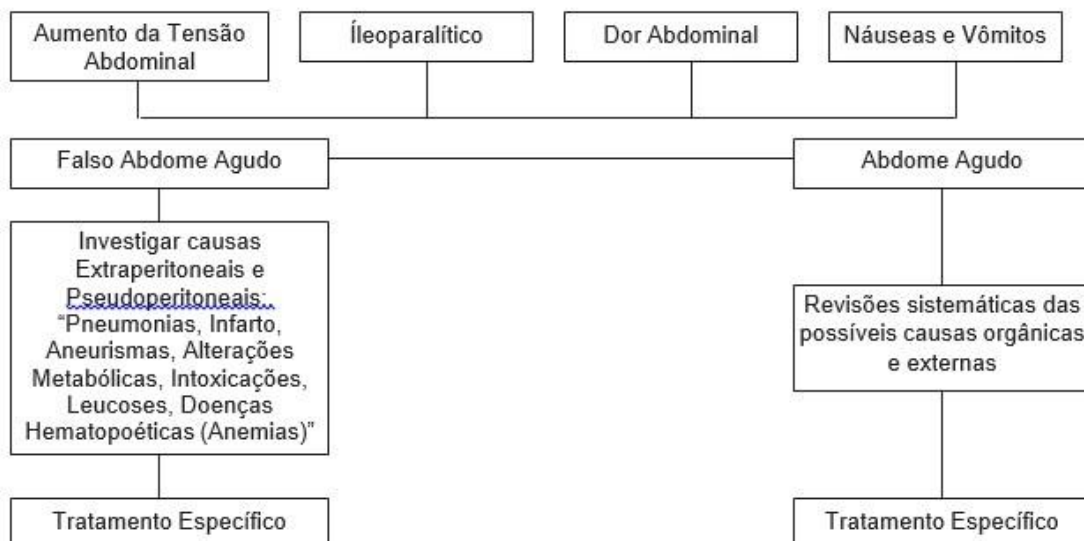 Aumento da Tensão
Abdominal
Íleoparalítico
Dor Abdominal
Náuseas e Vômitos
Falso Abdome Agudo
Abdome Agudo
Investigar causas
Extraperitoneais e
Pseudoperitoneais:.
“Pneumonias, Infarto,
Aneurismas, Alterações
Metabólicas, Intoxicações,
Leucoses, Doenças
Hematopoéticas (Anemias)”
Revisões sistemáticas das
possíveis causas orgânicas
e externas
Tratamento Específico
Tratamento Específico